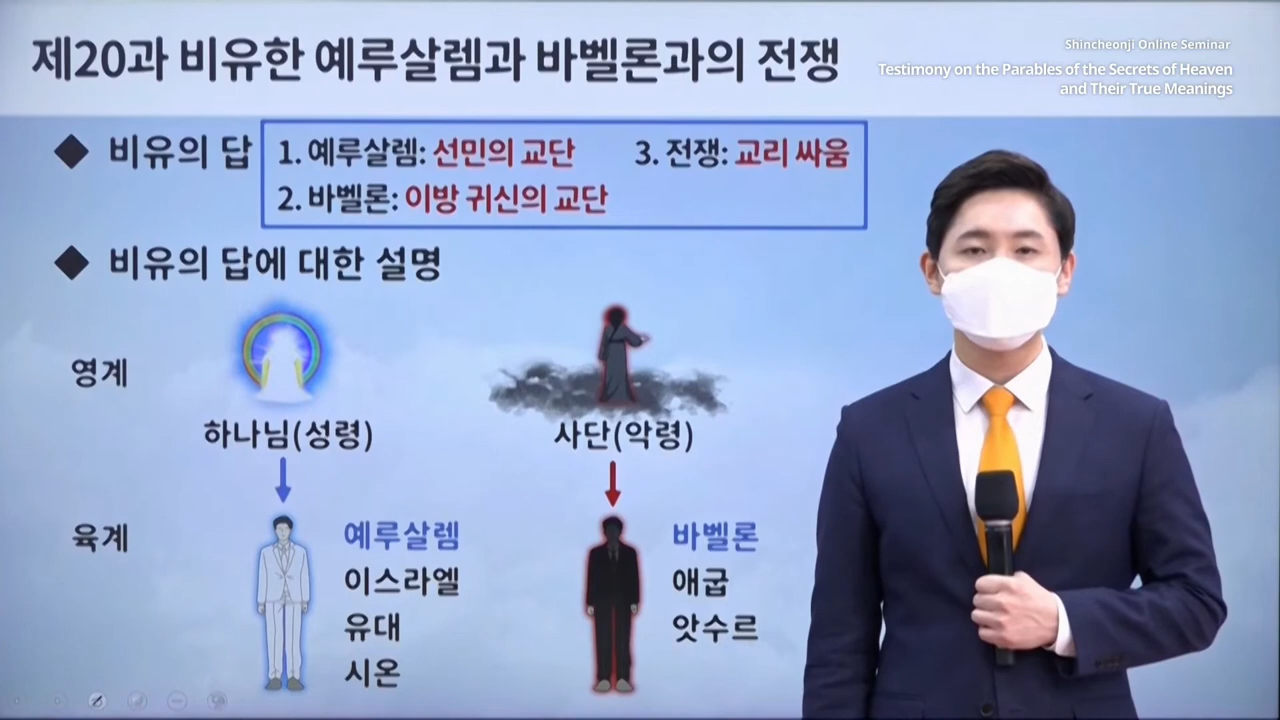 제20과 비유한 예루살렘과 바벨론과의 전쟁
Shincheonji Online Seminar
Testimony on the Parables of the Secrets of Heaven
and Their True Meanings
◆ 비유의 답
1. 예루살렘: 선민의 교단
3. 전쟁: 교리 싸움
2. 바벨론: 이방 귀신의 교단
◆ 비유의 답에 대한 설명
영계
하나님(성령)
사단(악령)
육계
예루살렘
이스라엘
유대
시온
바벨론
애굽
앗수르